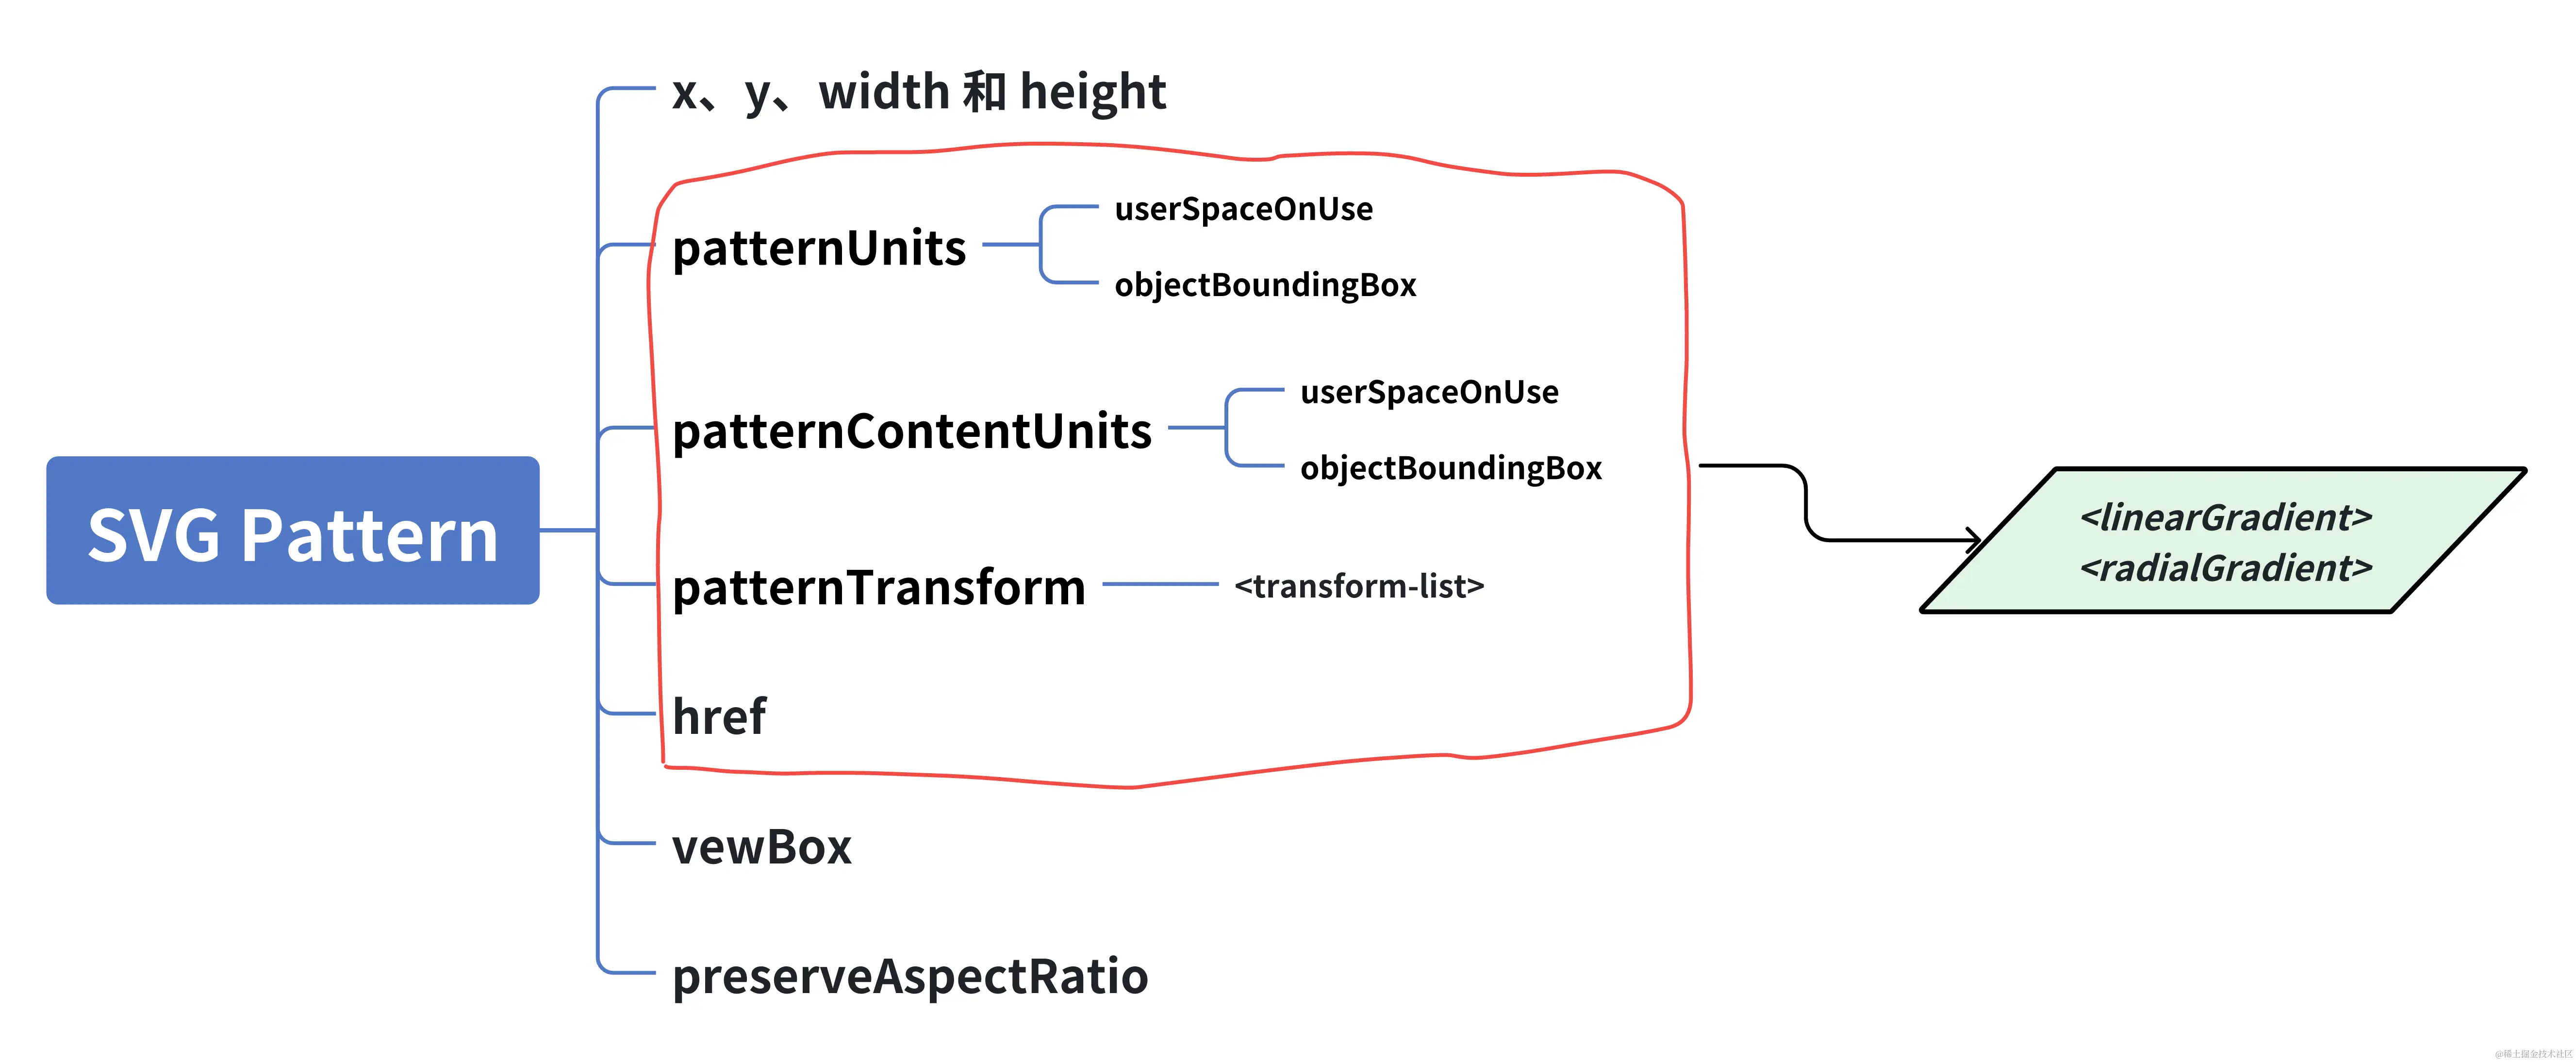 SVG Pattern
x、y、width 和 height
patternUnits
userSpaceOnUse
objectBoundingBox
patternContentUnits
userSpaceOnUse
objectBoundingBox
patternTransform
<transform-list>
href
vewBox
preserveAspectRatio
<linearGradient>
<radialGradient>
@稀土掘金技术社区